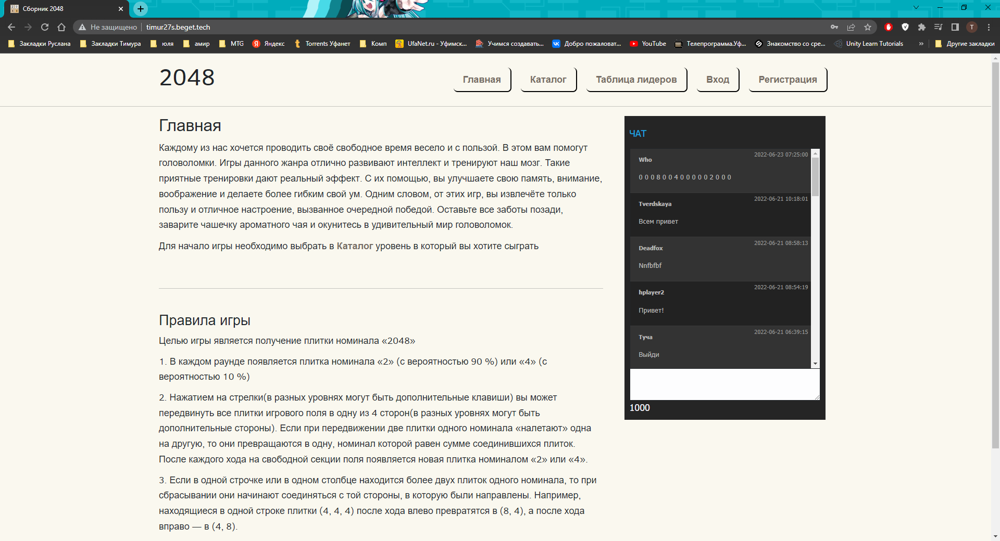 Сборник 2048
Не защищено
timur27s.beget.tech
T
Закладки Руслана
Закладки Тимура
юля
амир
MTG
Яндекс
Torrents Уфанет
Комп
UfaNet.ru - Уфимск...
Учимся создавать...
Добро пожаловат...
YouTube
Телепрограмма.Уф...
Знакомство со сре...
Unity Learn Tutorials
»
Другие закладки
2048
Главная
Каталог
Таблица лидеров
Вход
Регистрация
Главная
Каждому из нас хочется проводить своё свободное время весело и с пользой. В этом вам помогут
головоломки. Игры данного жанра отлично развивают интеллект и тренируют наш мозг. Такие
приятные тренировки дают реальный эффект. С их помощью, вы улучшаете свою память, внимание,
воображение и делаете более гибким свой ум. Одним словом, от этих игр, вы извлечёте только
пользу и отличное настроение, вызванное очередной победой. Оставьте все заботы позади,
заварите чашечку ароматного чая и окунитесь в удивительный мир головоломок.
Для начало игры необходимо выбрать в Каталог уровень в который вы хотите сыграть
Правила игры
Целью игры является получение плитки номинала «2048»
1. В каждом раунде появляется плитка номинала «2» (с вероятностью 90 %) или «4» (с
вероятностью 10 %)
2. Нажатием на стрелки(в разных уровнях могут быть дополнительные клавиши) вы может
передвинуть все плитки игрового поля в одну из 4 сторон(в разных уровнях могут быть
дополнительные стороны). Если при передвижении две плитки одного номинала «налетают» одна
на другую, то они превращаются в одну, номинал которой равен сумме соединившихся плиток.
После каждого хода на свободной секции поля появляется новая плитка номиналом «2» или «4».
3. Если в одной строчке или в одном столбце находится более двух плиток одного номинала, то при
сбрасывании они начинают соединяться с той стороны, в которую были направлены. Например,
находящиеся в одной строке плитки (4, 4, 4) после хода влево превратятся в (8, 4), а после хода
вправо — в (4, 8).
ЧАТ
2022-06-23 07:25:00
Who
0 0 0 8 0 0 4 0 0 0 0 0 2 0 0 0
2022-06-21 10:18:01
Tverdskaya
Всем привет
2022-06-21 08:58:13
Deadfox
Nnfbfbf
2022-06-21 08:54:19
hplayer2
Привет!
2022-06-21 06:39:15
Туча
Выйди
1000